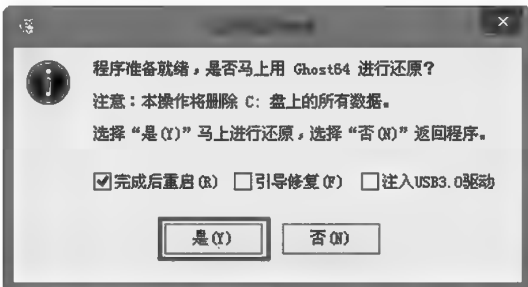 程序准备就绪，是否马上用 Ghost64 进行还原？
注意：本操作将删除 C: 盘上的所有数据。
选择“是(Y)”马上进行还原，选择“否(N)”返回程序。
完成后重启(R) 引导修复(F) 注入USB3.0驱动
是(Y) 否(N)